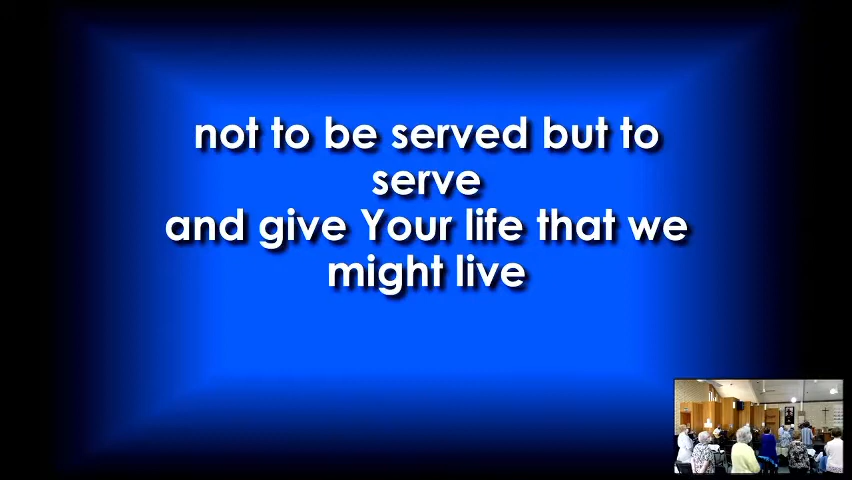 not to be served but to
serve
and give Your life that we
might live